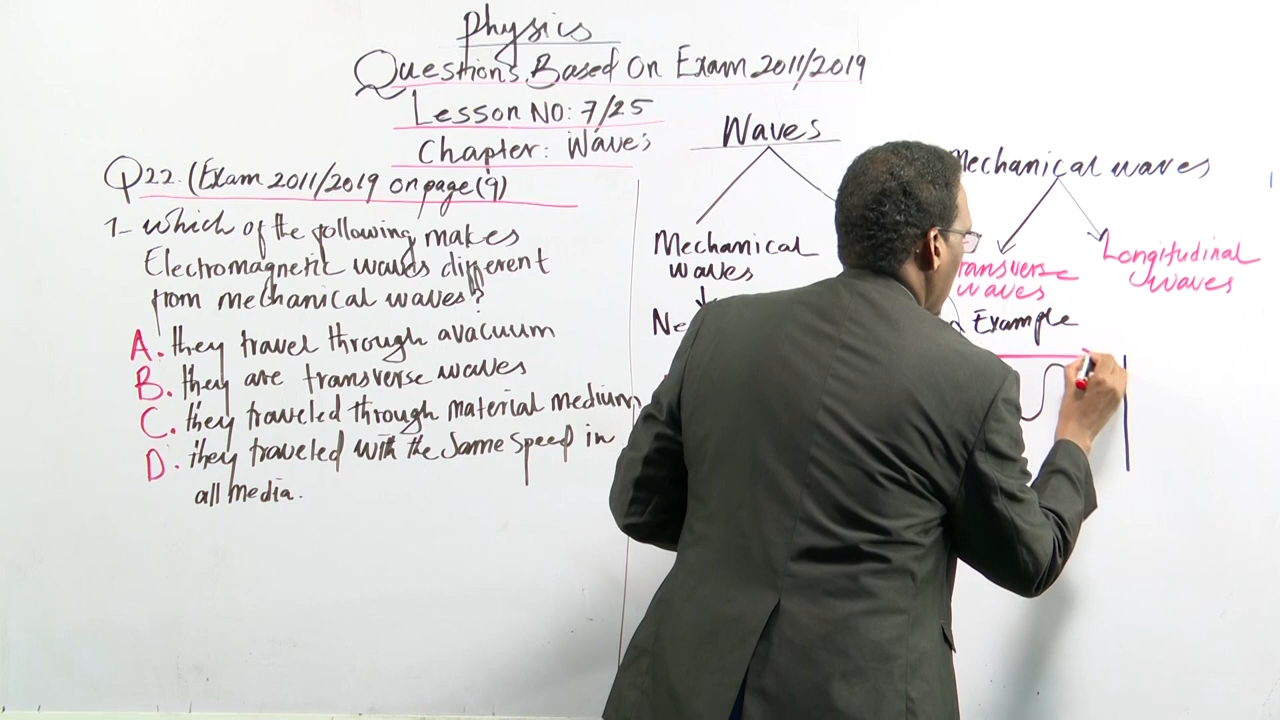 Physics
Questions Based On Exam 2011/2019
Lesson NO: 7/25
Chapter: Waves
Q22. (Exam 2011/2019 on page (9)
1- which of the following makes
Electromagnetic waves different
from mechanical waves?
A. they travel through a vacuum
B. they are transverse waves
C. they traveled through material medium
D. they traveled with the same speed in
all media.
Waves
Mechanical
waves
Mechanical waves
Longitudinal
waves
waves
Example